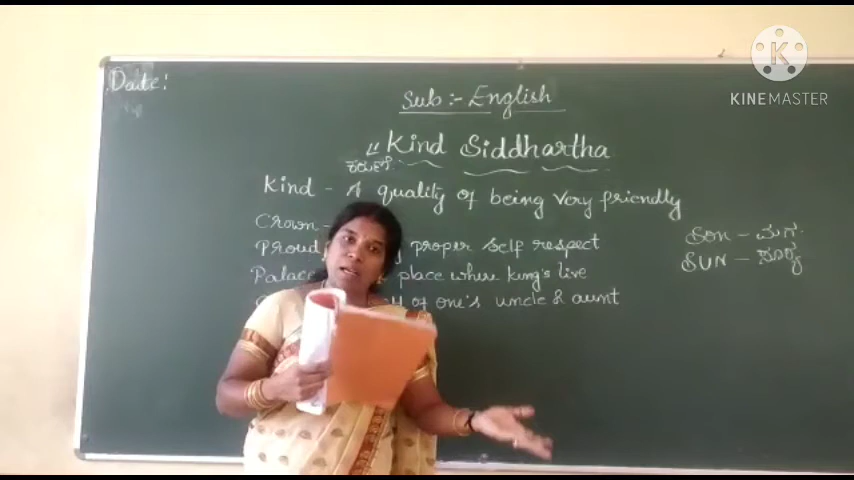 Date:
Sub:- English
Kind Siddhartha
ಕರುಣೆ
Kind - A quality of being very friendly
Crown -
Proud proper self respect
Palace place where king's live
of one's uncle & aunt
Son - ಮಗ
SUN - ಸೂರ್ಯ
KINEMASTER